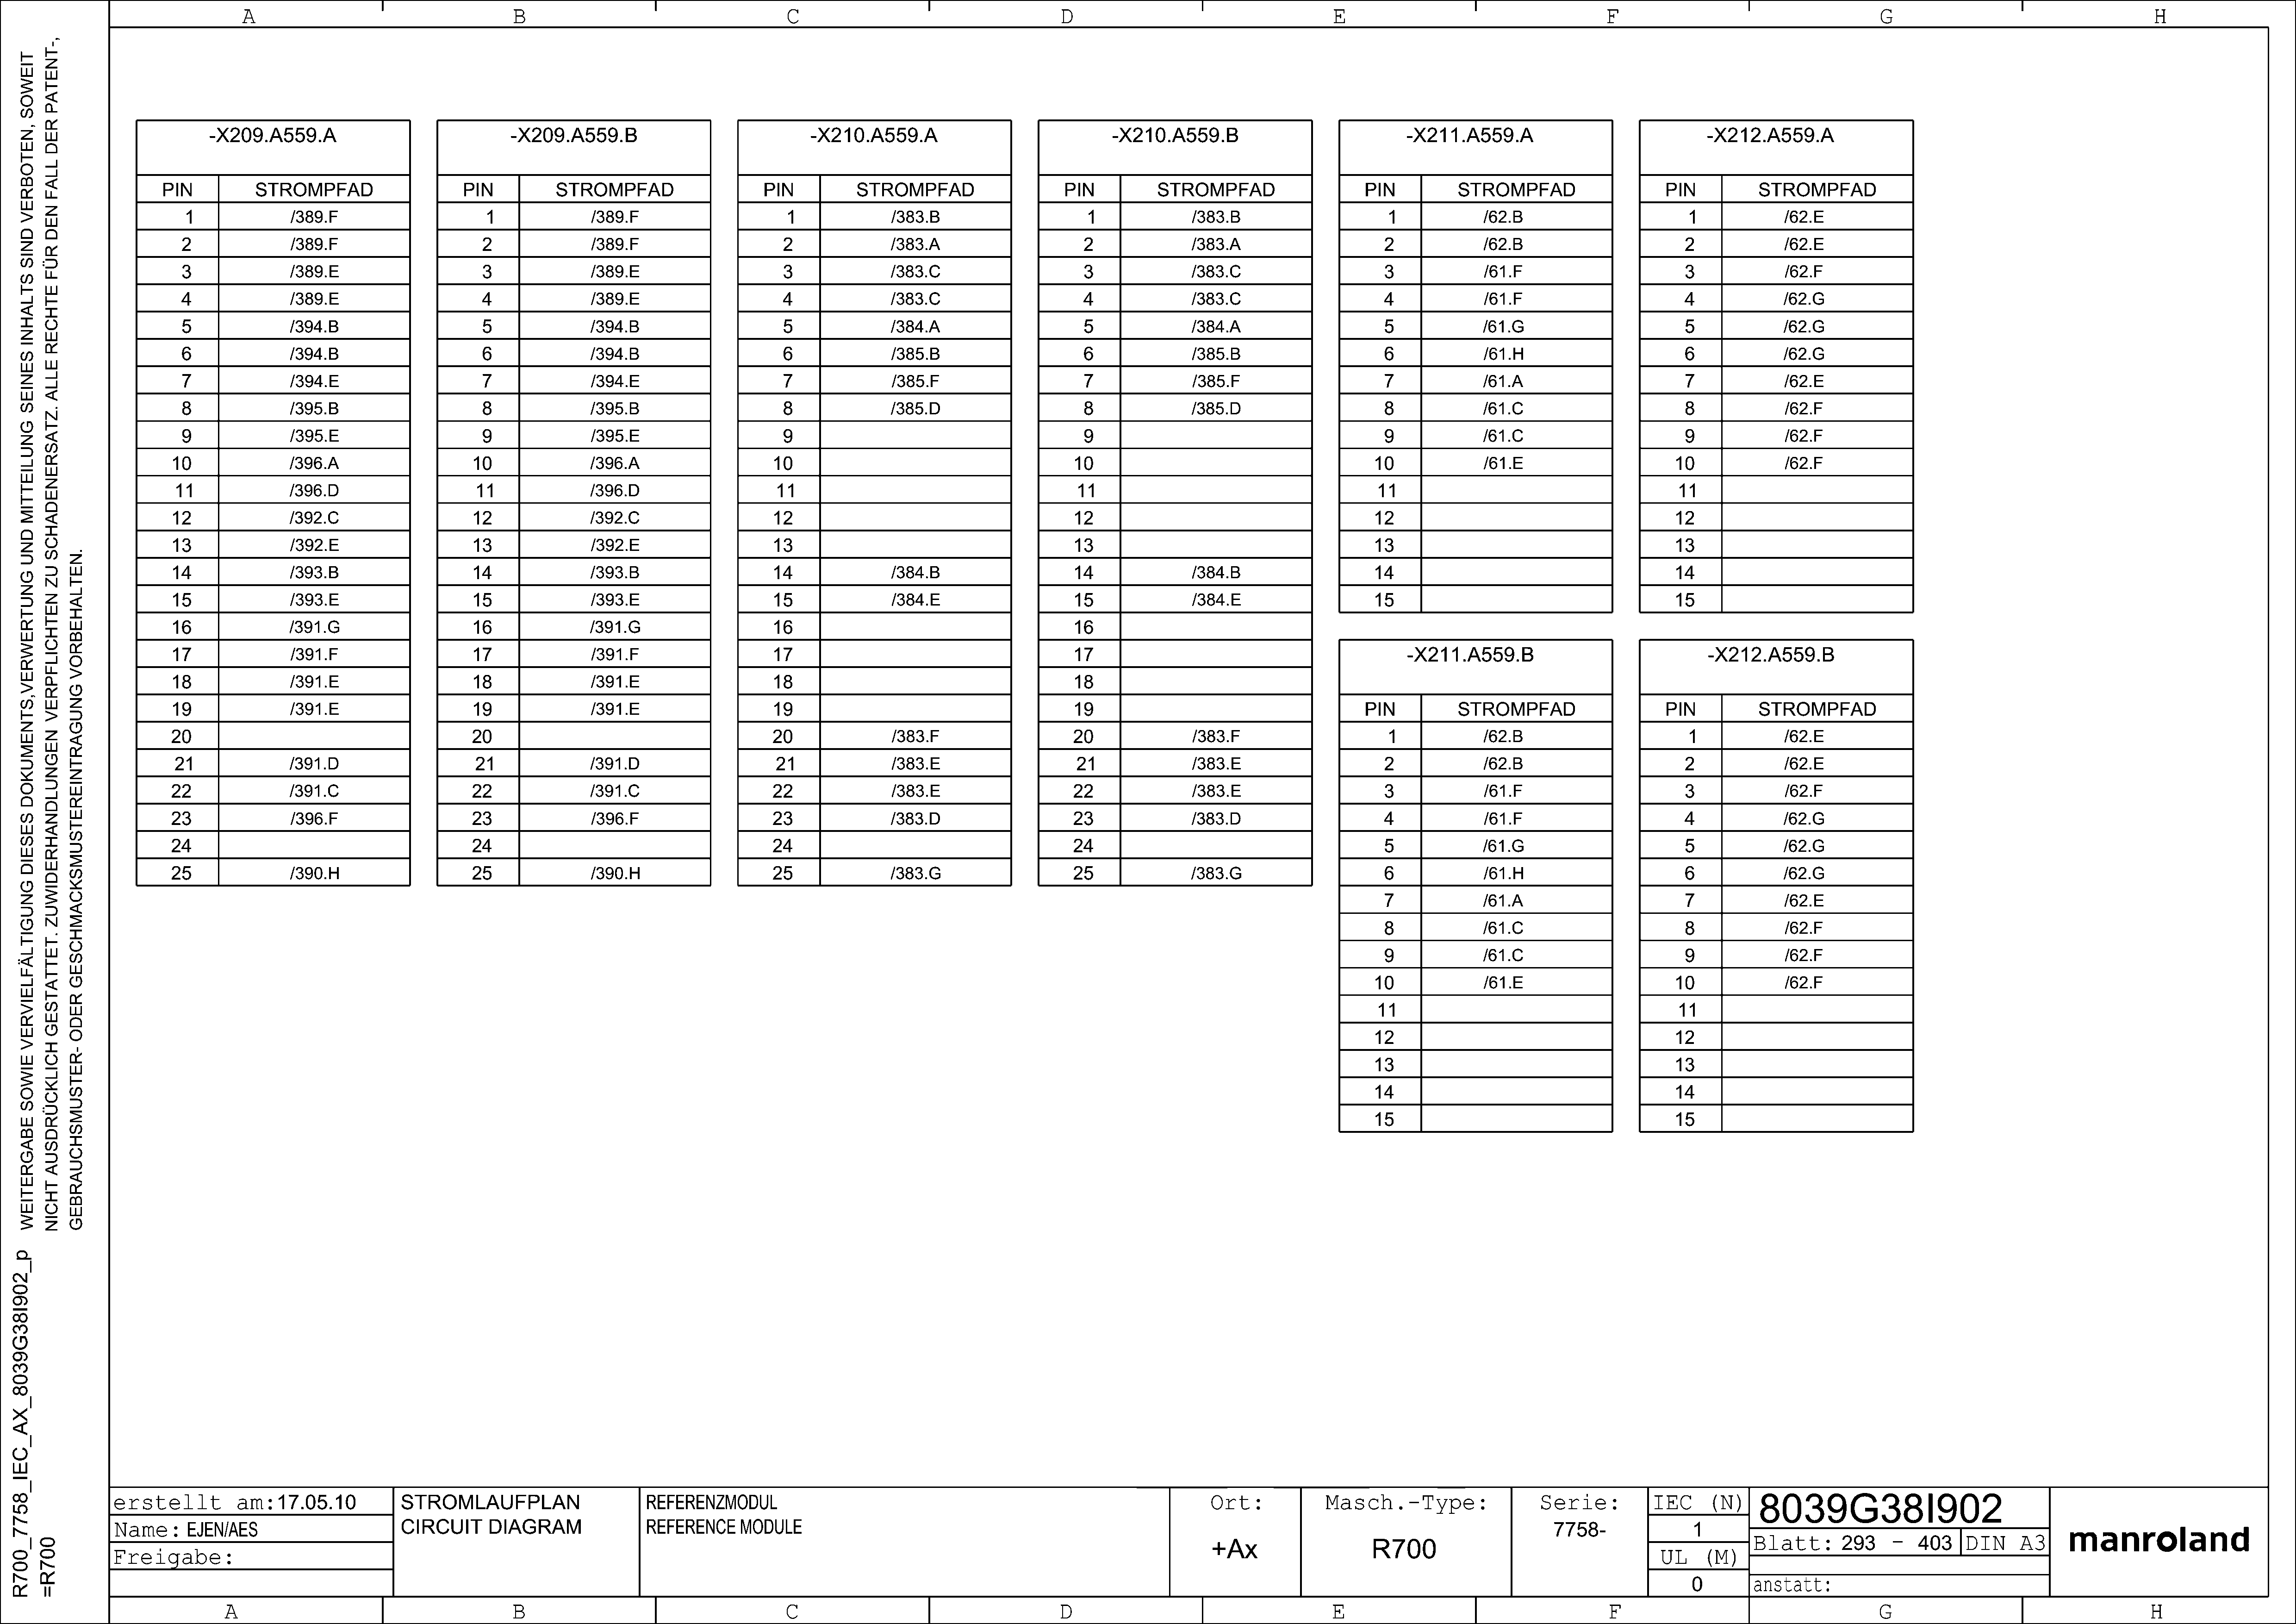 A B C D E F G H
-X209.A559.A -X209.A559.B -X210.A559.A -X210.A559.B -X211.A559.A -X212.A559.A
PIN STROMPFAD PIN STROMPFAD PIN STROMPFAD PIN STROMPFAD PIN STROMPFAD PIN STROMPFAD
1 /389.F 1 /389.F 1 /383.B 1 /383.B 1 /62.B 1 /62.E
2 /389.F 2 /389.F 2 /383.A 2 /383.A 2 /62.B 2 /62.E
3 /389.E 3 /389.E 3 /383.C 3 /383.C 3 /61.F 3 /62.F
4 /389.E 4 /389.E 4 /383.C 4 /383.C 4 /61.F 4 /62.G
5 /394.B 5 /394.B 5 /384.A 5 /384.A 5 /61.G 5 /62.G
6 /394.B 6 /394.B 6 /385.B 6 /385.B 6 /61.H 6 /62.G
7 /394.E 7 /394.E 7 /385.F 7 /385.F 7 /61.A 7 /62.E
8 /395.B 8 /395.B 8 /385.D 8 /385.D 8 /61.C 8 /62.F
9 /395.E 9 /395.E 9 9 9 /61.C 9 /62.F
10 /396.A 10 /396.A 10 10 10 /61.E 10 /62.F
11 /396.D 11 /396.D 11 11 11 11
12 /392.C 12 /392.C 12 12 12 12
13 /392.E 13 /392.E 13 13 13 13
14 /393.B 14 /393.B 14 /384.B 14 /384.B 14 14
15 /393.E 15 /393.E 15 /384.E 15 /384.E 15 15
16 /391.G 16 /391.G 16 16
17 /391.F 17 /391.F 17 17 -X211.A559.B -X212.A559.B
18 /391.E 18 /391.E 18 18
19 /391.E 19 /391.E 19 19 PIN STROMPFAD PIN STROMPFAD
20 20 20 /383.F 20 /383.F 1 /62.B 1 /62.E
21 /391.D 21 /391.D 21 /383.E 21 /383.E 2 /62.B 2 /62.E
22 /391.C 22 /391.C 22 /383.E 22 /383.E 3 /61.F 3 /62.F
23 /396.F 23 /396.F 23 /383.D 23 /383.D 4 /61.F 4 /62.G
24 24 24 24 5 /61.G 5 /62.G
25 /390.H 25 /390.H 25 /383.G 25 /383.G 6 /61.H 6 /62.G
7 /61.A 7 /62.E
8 /61.C 8 /62.F
9 /61.C 9 /62.F
10 /61.E 10 /62.F
11 11
12 12
13 13
14 14
15 15
WEITERGABE SOWIE VERVIELFÄLTIGUNG DIESES DOKUMENTS,VERWERTUNG UND MITTEILUNG SEINES INHALTS SIND VERBOTEN, SOWEIT
NICHT AUSDRÜCKLICH GESTATTET. ZUWIDERHANDLUNGEN VERPFLICHTEN ZU SCHADENERSATZ. ALLE RECHTE FÜR DEN FALL DER PATENT-,
GEBRAUCHSMUSTER- ODER GESCHMACKSMUSTEREINTRAGUNG VORBEHALTEN.
R700_7758_IEC_AX_8039G38I902_p
=R700
erstellt am:17.05.10 STROMLAUFPLAN REFERENZMODUL Ort: Masch.-Type: Serie: IEC (N) 8039G38I902
Name: EJEN/AES CIRCUIT DIAGRAM REFERENCE MODULE +Ax R700 7758- 1 Blatt: 293 - 403 DIN A3 manroland
Freigabe: UL (M)
0 anstatt:
A B C D E F G H